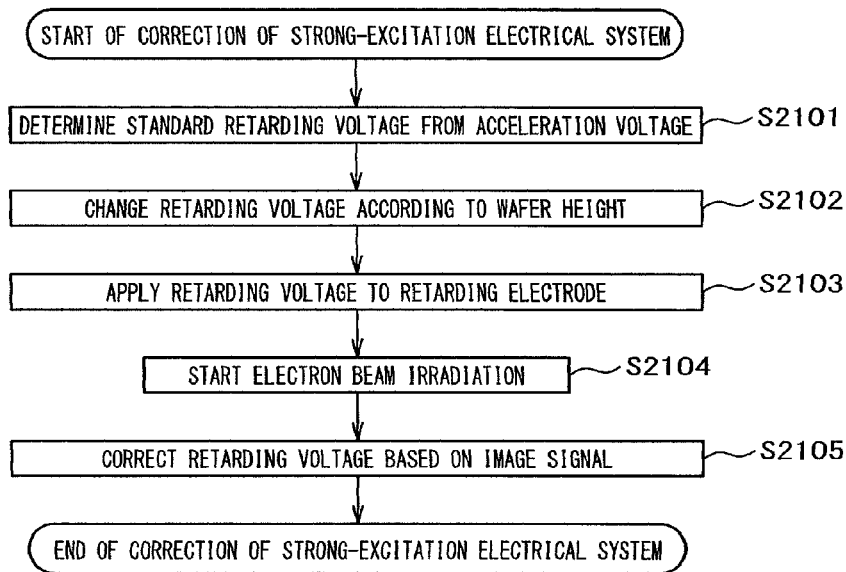 START OF CORRECTION OF STRONG-EXCITATION ELECTRICAL SYSTEM
DETERMINE STANDARD RETARDING VOLTAGE FROM ACCELERATION VOLTAGE
S2101
CHANGE RETARDING VOLTAGE ACCORDING TO WAFER HEIGHT
S2102
APPLY RETARDING VOLTAGE TO RETARDING ELECTRODE
S2103
START ELECTRON BEAM IRRADIATION
S2104
CORRECT RETARDING VOLTAGE BASED ON IMAGE SIGNAL
S2105
END OF CORRECTION OF STRONG-EXCITATION ELECTRICAL SYSTEM